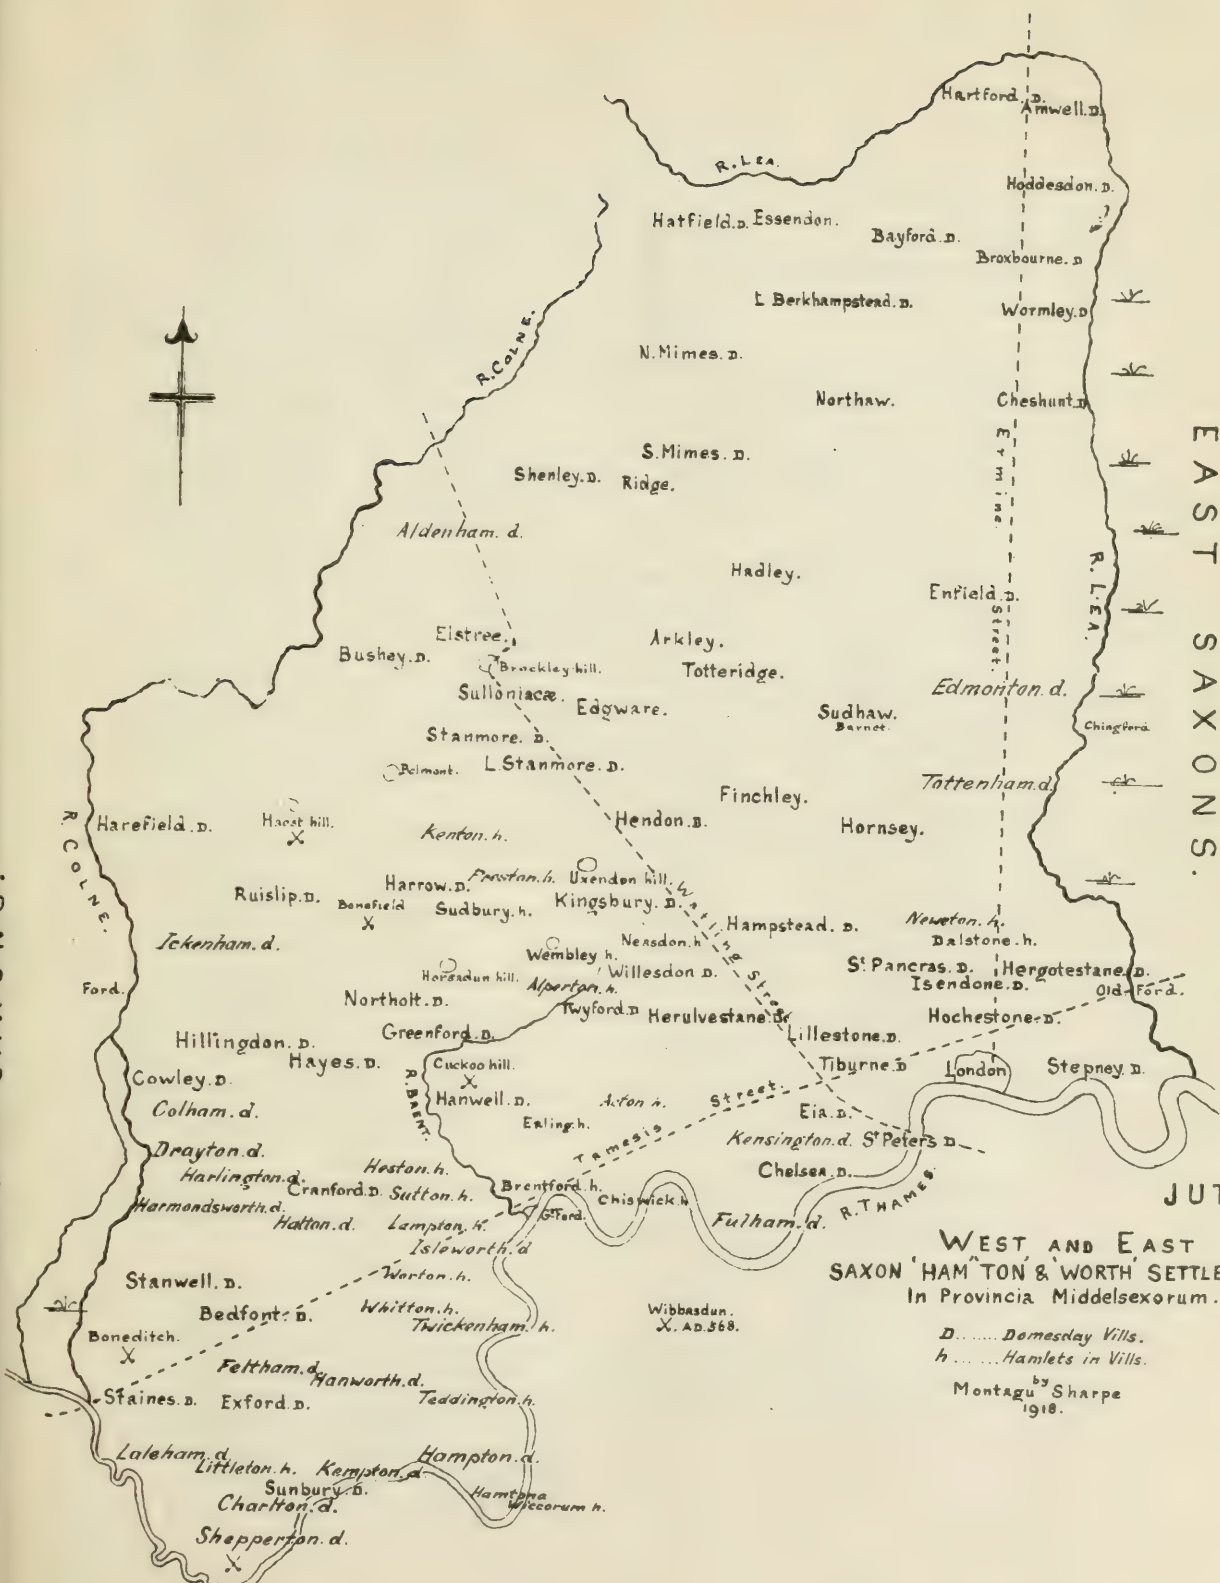 Hartford. D.
Amwell. D.
R. LEA.
Hoddesdon. D.
Hatfield. D. Essendon.
Bayford. D.
Broxbourne. D
L Berkhampstead. D.
Wormley. D
R. COLNE.
N. Mimes. D.
Northaw.
Cheshunt. D
Ermine Street.
S. Mimes. D.
Shenley. D. Ridge.
EAST SAXONS.
Aldenham. d.
Hadley.
R. LEA.
Enfield. D.
Elstree.
Arkley.
Bushey. D.
Brockley hill.
Totteridge.
Sulloniacæ.
Edgware.
Edmonton. d.
Sudhaw.
Barnet.
Chingford
Stanmore. D.
Belmont.
L. Stanmore. D.
Tottenham. d.
Finchley.
Harefield. D.
R. COLNE.
Haest hill.
Kenton. h.
Hendon. D.
Hornsey.
Preston. h. Uxendon hill.
Harrow. D.
Ruislip. D.
Bonefield
Sudbury. h.
Kingsbury. D.
Watling Street
Hampstead. D.
Neweton. h.
Dalstone. h.
Ickenham. d.
Neasdon. h
Wembley h.
Horsadun hill.
Willesdon D.
Alperton. h.
St Pancras. D.
Hergotestane. D.
Isendone. D.
Old-Ford.
Ford.
Northolt. D.
Twyford. D
Herulvestane. D.
Hochestone. D.
Greenford. D.
Lillestone. D.
Hillingdon. D.
Hayes. D.
Cuckoo hill.
Tiburne. D
London
Stepney. D.
Cowley. D.
R. BRENT.
Hanwell. D.
Acton h.
Tamesis Street.
Colham. d.
Ealing. h.
Eia. D.
Kensington. d. St Peters D
Drayton. d.
Heston. h.
Chelsea. D.
Harlington. d.
Cranford. D. Sutton. h.
Brentford. h.
Chiswick. h
R. THAMES.
Harmondsworth. d.
Hatton. d.
Lampton. h.
Gt Ford.
Fulham. d.
JUT
Isleworth. d
Worton. h.
Stanwell. D.
Bedfont. D.
Whitton. h.
Twickenham. h.
Wibbasdun.
A.D. 568.
Boneditch.
Feltham. d.
Hanworth. d.
Staines. D. Exford. D.
Teddington. h.
Laleham. d
Littleton. h.
Kempton. d
Hampton. d.
Sunbury. D.
Charlton. d.
Hamtona
Wiccorum h.
Shepperton. d.
WEST AND EAST
SAXON 'HAM' 'TON' & 'WORTH' SETTLE
In Provincia Middelsexorum.
D....... Domesday Vills.
h ...... Hamlets in Vills.
by
Montagu Sharpe
1918.